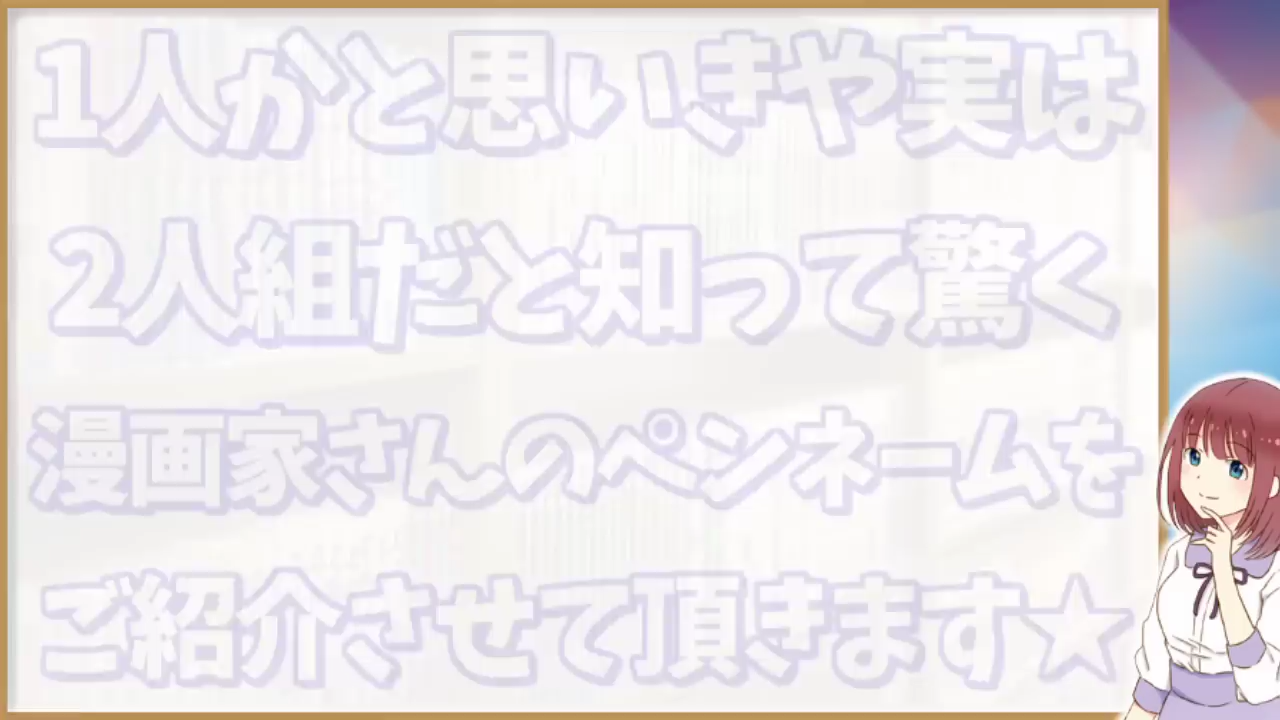 1人かと思いきや実は
2人組だと知って驚く
漫画家さんのペンネームを
ご紹介させて頂きます★